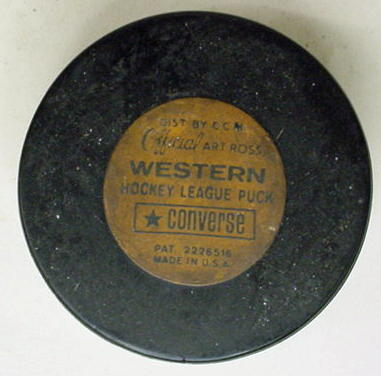 DIST BY C.C.M.
Official ART ROSS
WESTERN
HOCKEY LEAGUE PUCK
★ CONVERSE
PAT. 2226516
MADE IN U.S.A.